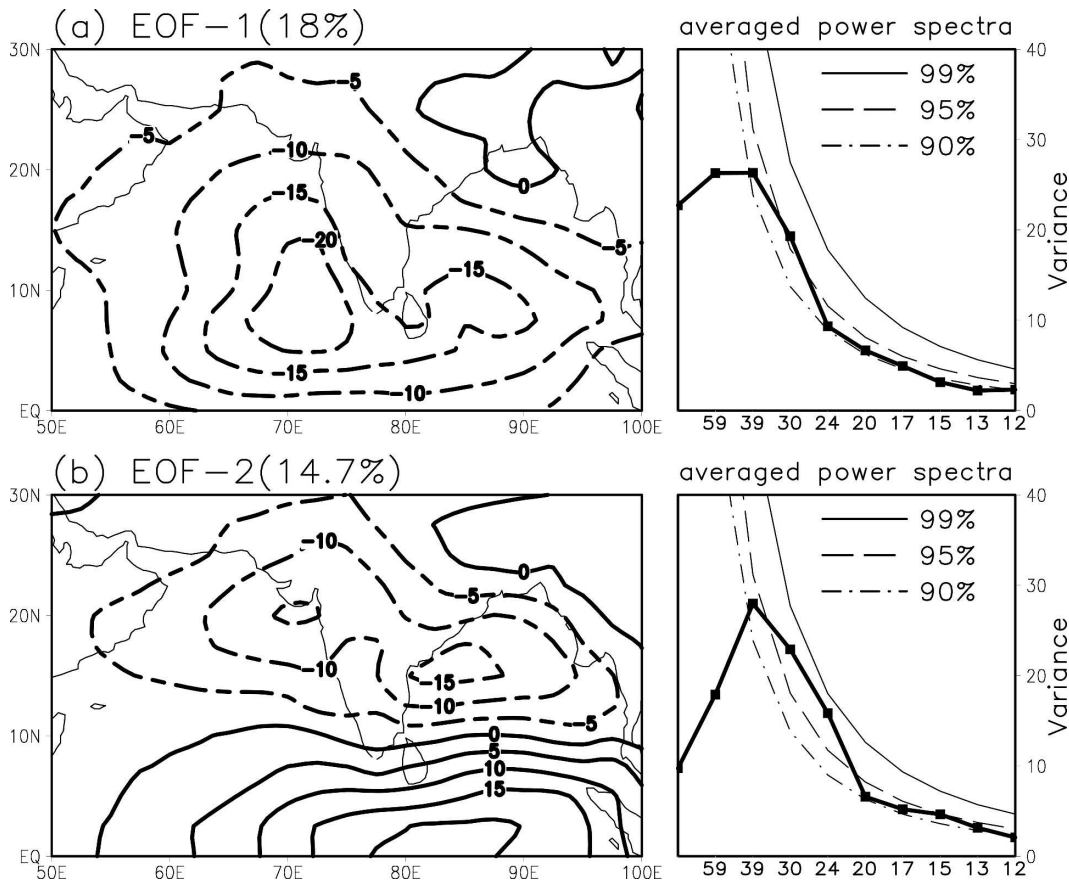 (a) EOF-1(18%)
averaged power spectra
30N
20N
10N
EQ
50E 60E 70E 80E 90E 100E
-5
-5
-10
-15
-20
-15
-5
0
-15
-10
99%
95%
90%
40
30
20
10
0
Variance
59 39 30 24 20 17 15 13 12
(b) EOF-2(14.7%)
averaged power spectra
30N
20N
10N
EQ
50E 60E 70E 80E 90E 100E
-10
0
-5
-10
-15
-10
-5
0
5
10
15
99%
95%
90%
40
30
20
10
0
Variance
59 39 30 24 20 17 15 13 12